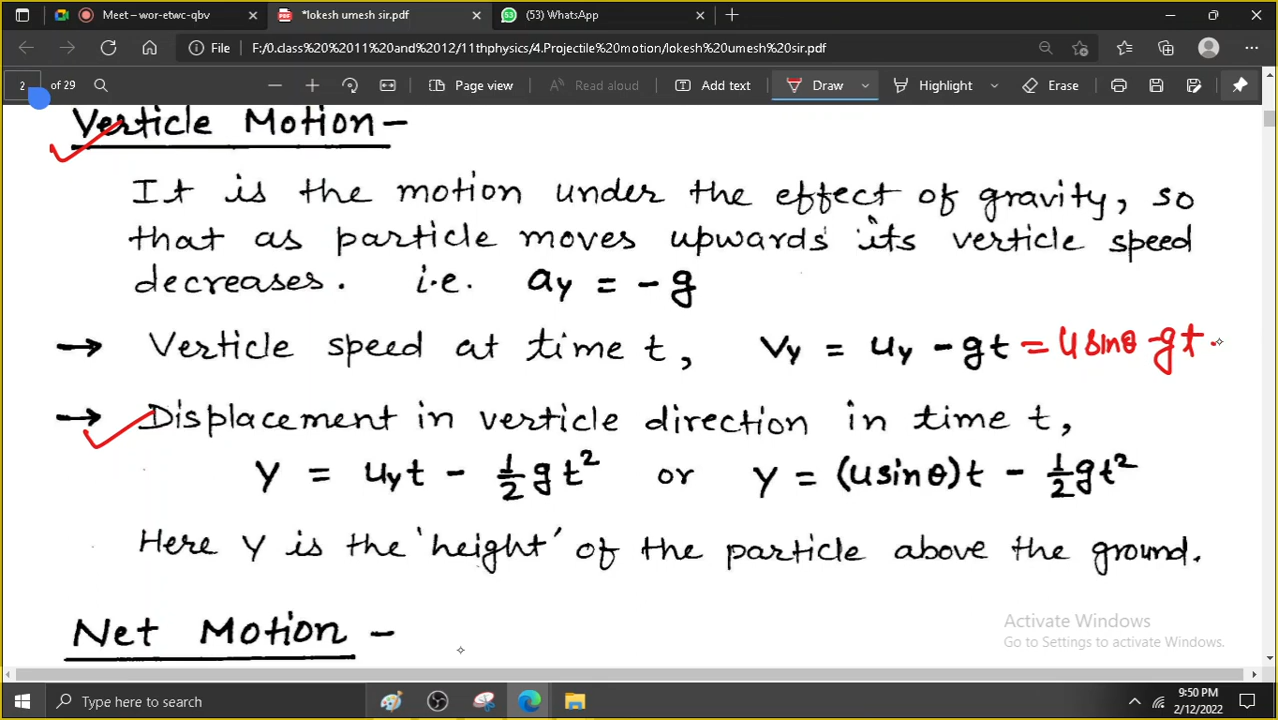 Meet – wor-etwc-qbv
*lokesh umesh sir.pdf
(53) WhatsApp
File
F:/0.class%20%2011%20and%2012/11thphysics/4.Projectile%20motion/lokesh%20umesh%20sir.pdf
2 of 29
Page view
Read aloud
Add text
Draw
Highlight
Erase
Verticle Motion –
It is the motion under the effect of gravity, so
that as particle moves upwards its verticle speed
decreases. i.e. ay = - g
→ Verticle speed at time t, vy = uy - gt = u sinθ - gt
→ Displacement in verticle direction in time t,
Y = uyt - 1/2 gt² or Y = (u sinθ)t - 1/2 gt²
Here Y is the 'height' of the particle above the ground.
Net Motion –
Activate Windows
Go to Settings to activate Windows.
Type here to search
9:50 PM
2/12/2022